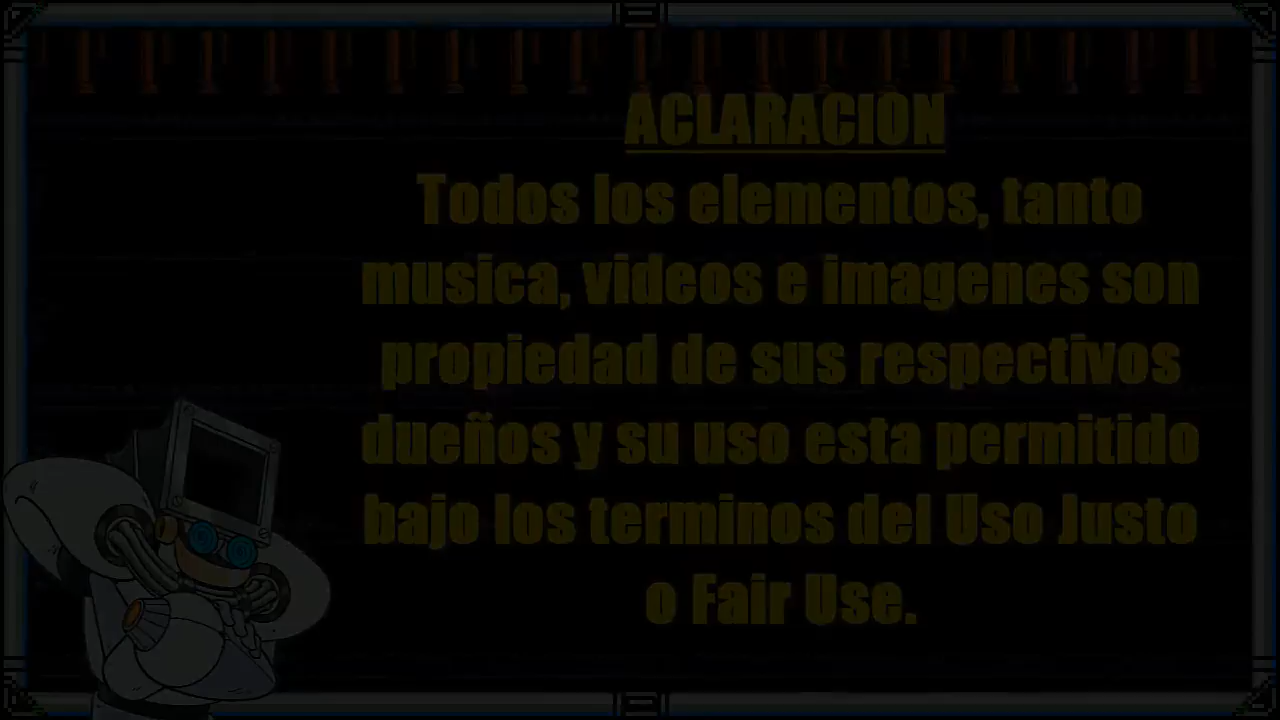 ACLARACION
Todos los elementos, tanto
musica, videos e imagenes son
propiedad de sus respectivos
dueños y su uso esta permitido
bajo los terminos del Uso Justo
o Fair Use.